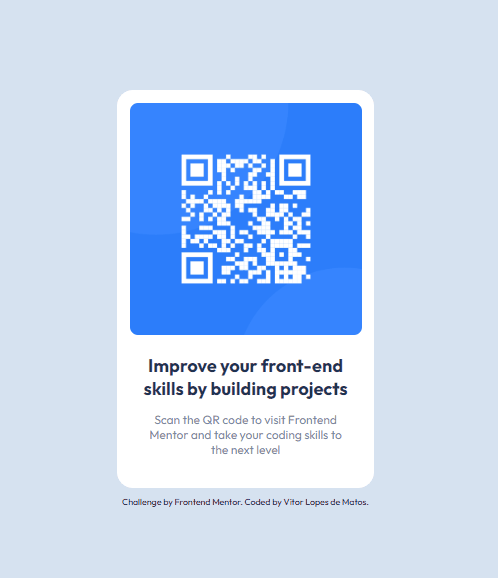 Improve your front-end
skills by building projects
Scan the QR code to visit Frontend
Mentor and take your coding skills to
the next level
Challenge by Frontend Mentor. Coded by Vitor Lopes de Matos.